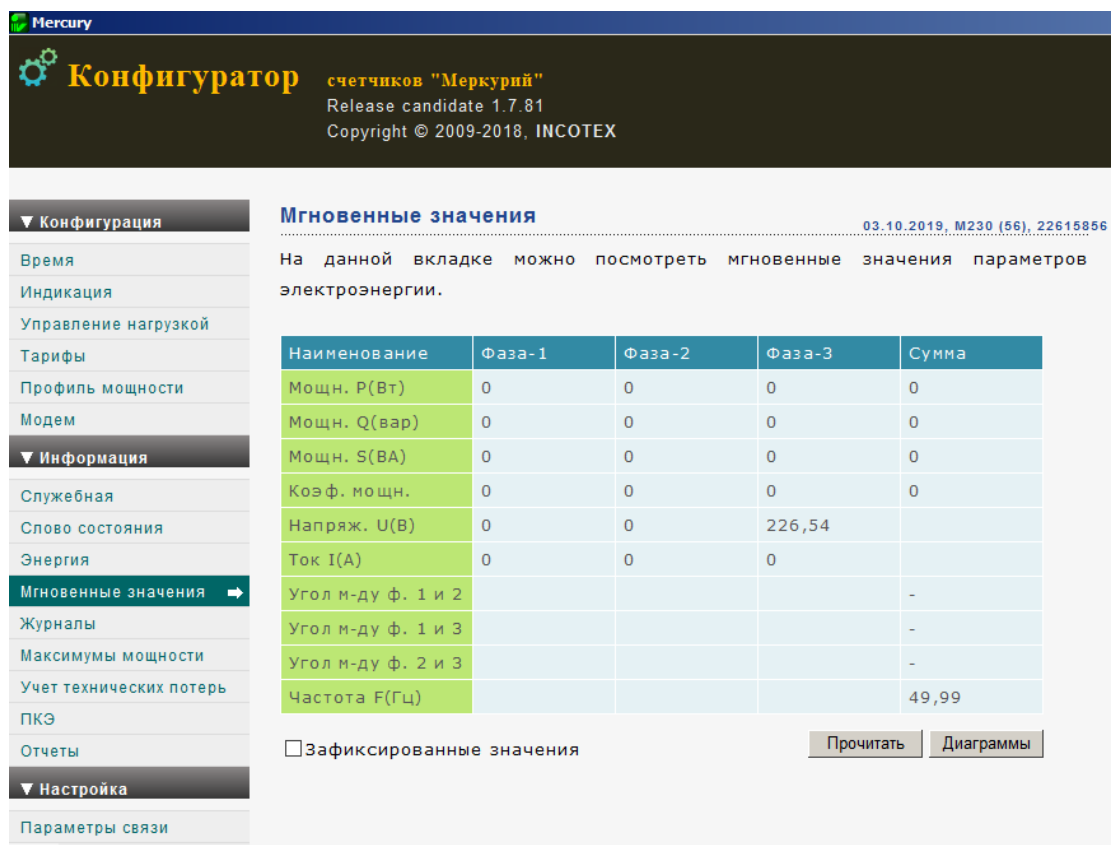 Mercury
Конфигуратор счетчиков "Меркурий"
Release candidate 1.7.81
Copyright © 2009-2018, INCOTEX
▼ Конфигурация
Время
Индикация
Управление нагрузкой
Тарифы
Профиль мощности
Модем
▼ Информация
Служебная
Слово состояния
Энергия
Мгновенные значения
Журналы
Максимумы мощности
Учет технических потерь
ПКЭ
Отчеты
▼ Настройка
Параметры связи
Мгновенные значения
03.10.2019, M230 (56), 22615856
На данной вкладке можно посмотреть мгновенные значения параметров
электроэнергии.
Наименование Фаза-1 Фаза-2 Фаза-3 Сумма
Мощн. P(Вт) 0 0 0 0
Мощн. Q(вар) 0 0 0 0
Мощн. S(ВА) 0 0 0 0
Коэф. мощн. 0 0 0 0
Напряж. U(В) 0 0 226,54
Ток I(А) 0 0 0
Угол м-ду ф. 1 и 2 -
Угол м-ду ф. 1 и 3 -
Угол м-ду ф. 2 и 3 -
Частота F(Гц) 49,99
Зафиксированные значения
Прочитать Диаграммы